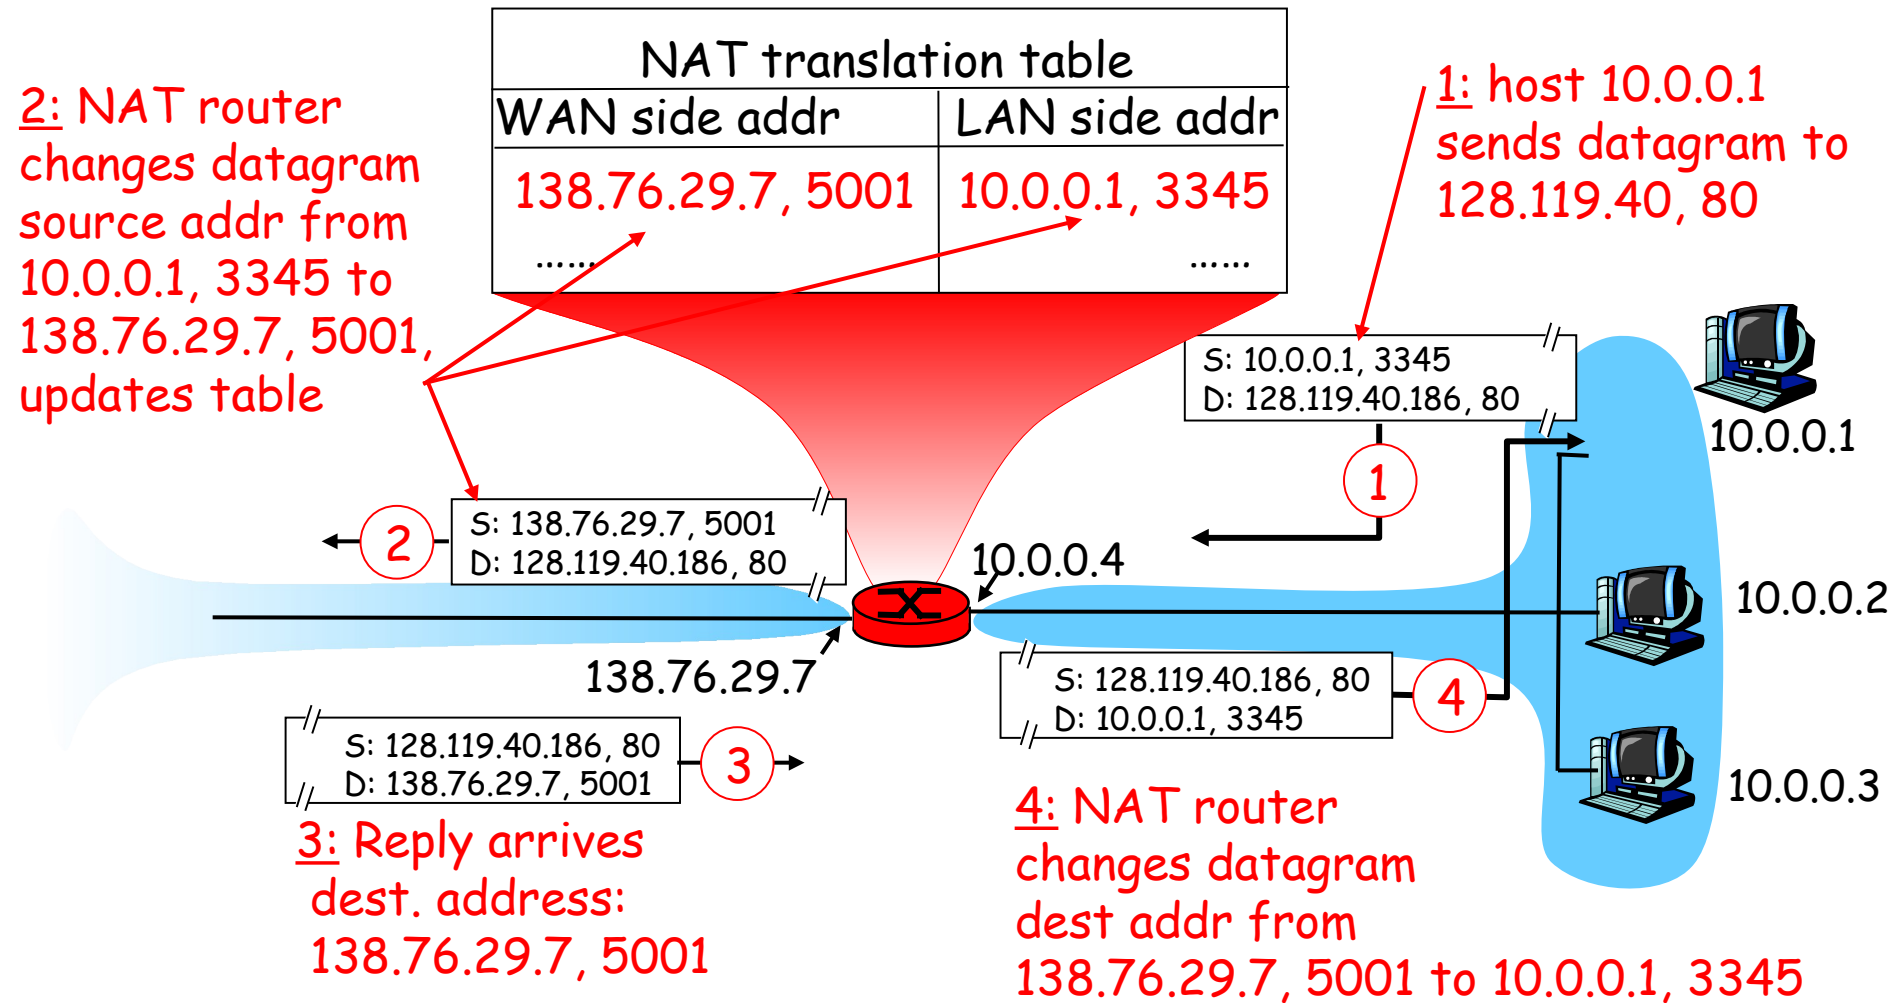 NAT translation table
WAN side addr
LAN side addr
138.76.29.7, 5001
10.0.0.1, 3345
......
......
2: NAT router
changes datagram
source addr from
10.0.0.1, 3345 to
138.76.29.7, 5001,
updates table
1: host 10.0.0.1
sends datagram to
128.119.40, 80
S: 10.0.0.1, 3345
D: 128.119.40.186, 80
1
10.0.0.1
2
S: 138.76.29.7, 5001
D: 128.119.40.186, 80
10.0.0.4
10.0.0.2
138.76.29.7
S: 128.119.40.186, 80
D: 10.0.0.1, 3345
4
S: 128.119.40.186, 80
D: 138.76.29.7, 5001
3
10.0.0.3
3: Reply arrives
dest. address:
138.76.29.7, 5001
4: NAT router
changes datagram
dest addr from
138.76.29.7, 5001 to 10.0.0.1, 3345